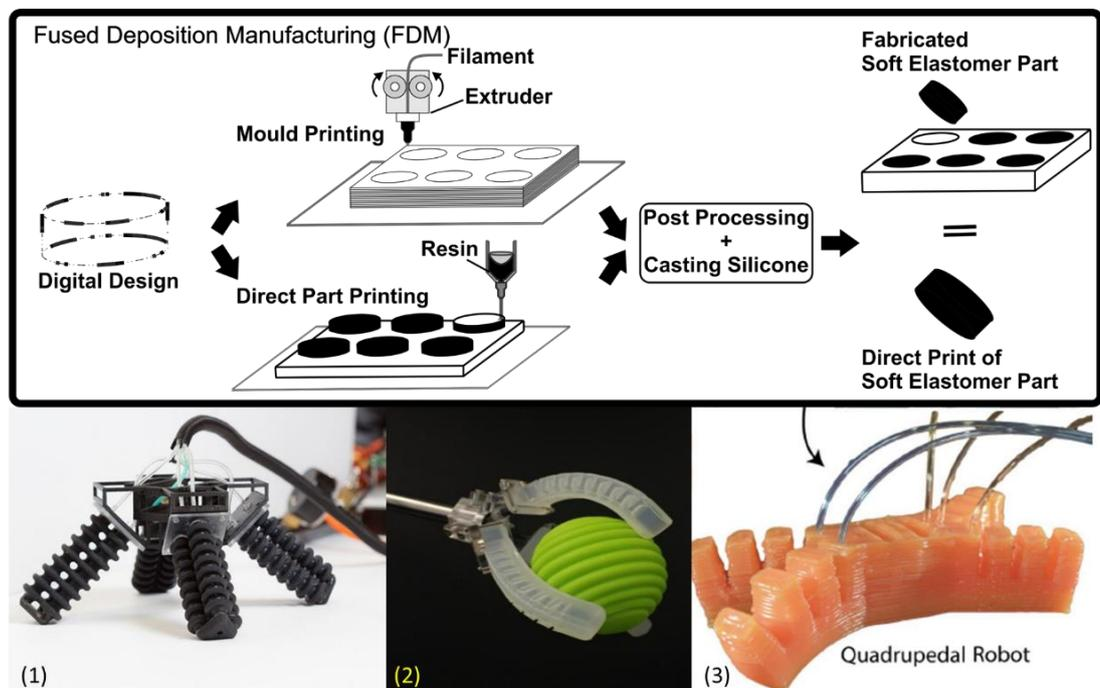 Fused Deposition Manufacturing (FDM)
Filament
Extruder
Mould Printing
Digital Design
Resin
Direct Part Printing
Post Processing
+
Casting Silicone
Fabricated
Soft Elastomer Part
=
Direct Print of
Soft Elastomer Part
(1)
(2)
(3)
Quadrupedal Robot